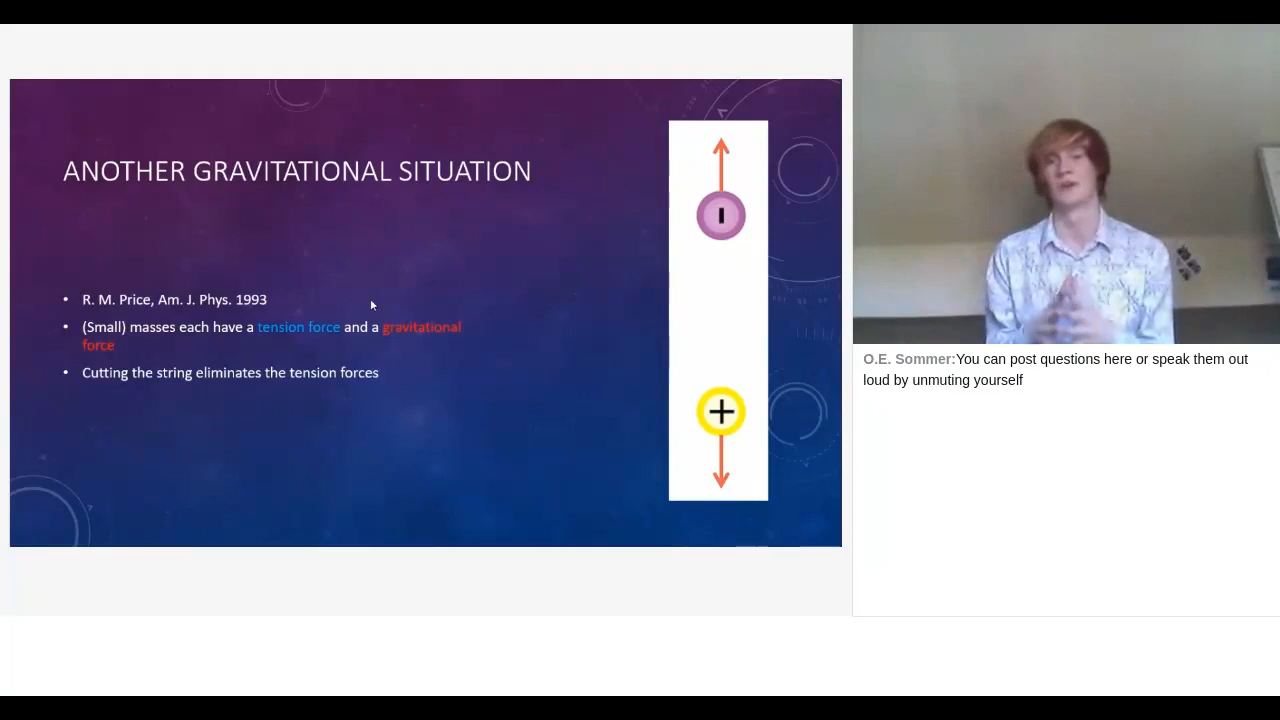 ANOTHER GRAVITATIONAL SITUATION
• R. M. Price, Am. J. Phys. 1993
• (Small) masses each have a tension force and a gravitational
force
• Cutting the string eliminates the tension forces
O.E. Sommer:You can post questions here or speak them out
loud by unmuting yourself